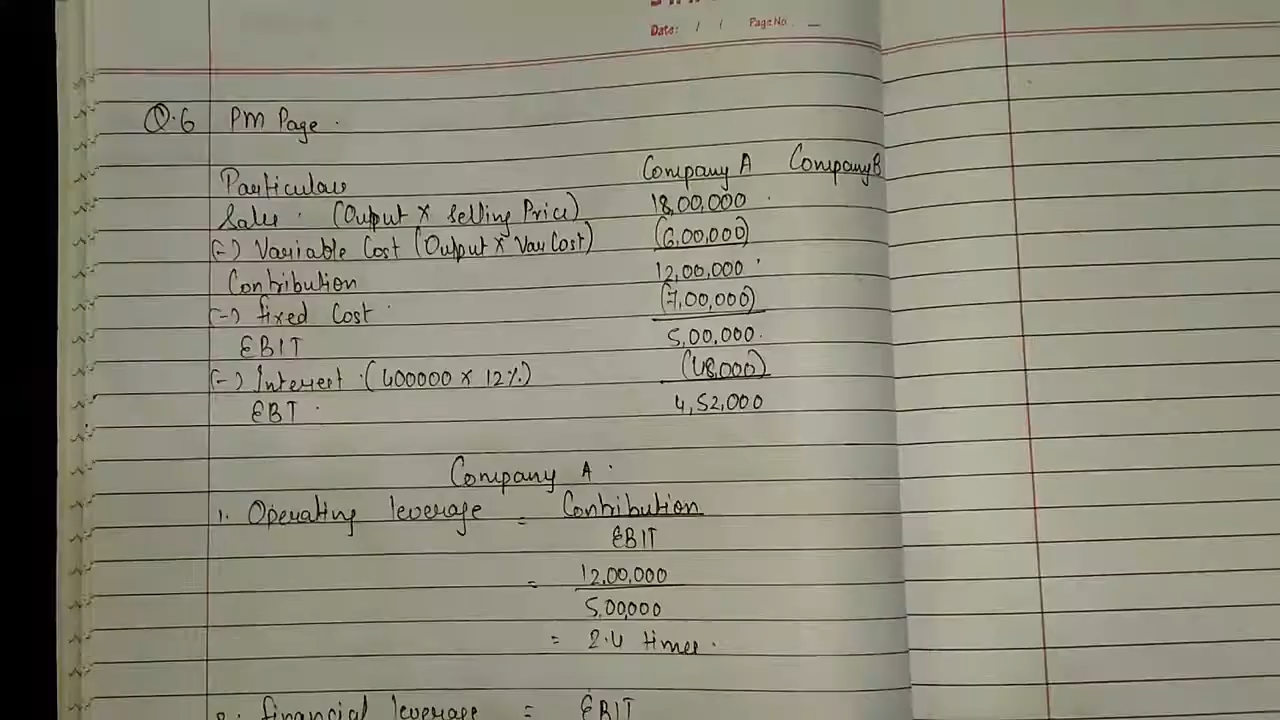 Date: / / Page No.
Q.6 PM Page.
Particulars Company A Company B
Sales. (Output x Selling Price) 18,00,000
(-) Variable Cost (Output x Var Cost) (6,00,000)
Contribution 12,00,000
(-) fixed Cost (7,00,000)
EBIT 5,00,000.
(-) Interest (400000 x 12%) (48,000)
EBT 4,52,000
Company A.
1. Operating leverage = Contribution
EBIT
= 12,00,000
5,00,000
= 2.4 times.
2. financial leverage = EBIT